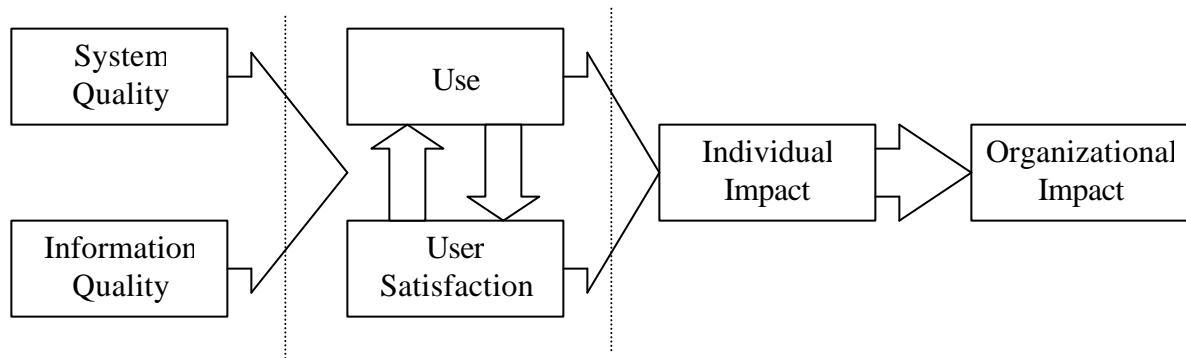 System
Quality
Information
Quality
Use
User
Satisfaction
Individual
Impact
Organizational
Impact